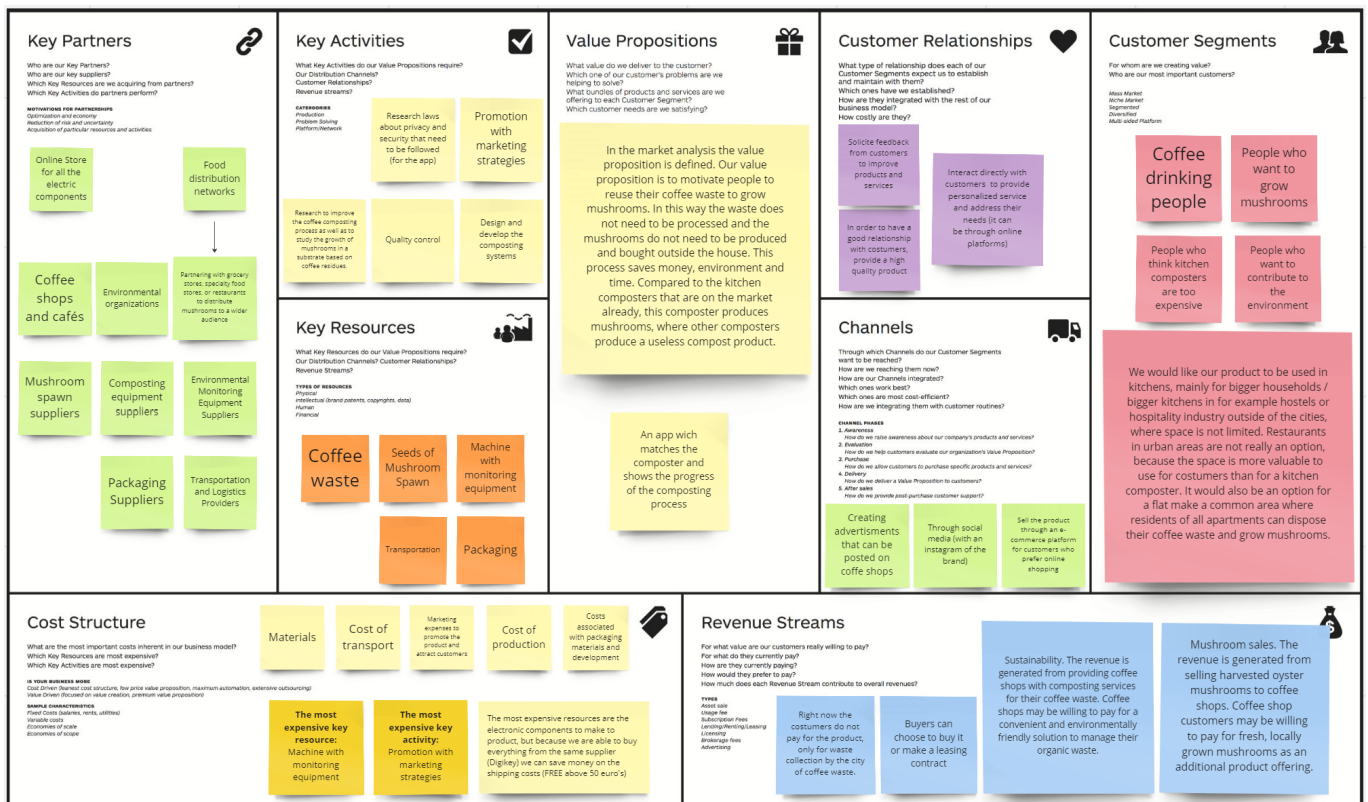 Key Partners
Who are our Key Partners?
Who are our key suppliers?
Which Key Resources are we acquiring from partners?
Which Key Activities do partners perform?
MOTIVATIONS FOR PARTNERSHIPS
Optimization and economy
Reduction of risk and uncertainty
Acquisition of particular resources and activities
Online Store
for all the
electric
components
Food
distribution
networks
Coffee
shops
and cafés
Environmental
organizations
Partnering with grocery
stores, specialty food
stores, or restaurants
to distribute
mushrooms to a wider
audience
Mushroom
spawn
suppliers
Composting
equipment
suppliers
Environmental
Monitoring
Equipment
Suppliers
Packaging
Suppliers
Transportation
and Logistics
Providers
Key Activities
What Key Activities do our Value Propositions require?
Our Distribution Channels?
Customer Relationships?
Revenue streams?
CATERGORIES
Production
Problem Solving
Platform/Network
Research laws
about privacy and
security that need
to be followed
(for the app)
Promotion
with
marketing
strategies
Research to improve
the coffee composting
process as well as to
study the growth of
mushrooms in a
substrate based on
coffee residues.
Quality control
Design and
develop the
composting
systems
Key Resources
What Key Resources do our Value Propositions require?
Our Distribution Channels? Customer Relationships?
Revenue Streams?
TYPES OF RESOURCES
Physical
Intellectual (brand patents, copyrights, data)
Human
Financial
Coffee
waste
Seeds of
Mushroom
Spawn
Machine
with
monitoring
equipment
Transportation
Packaging
Value Propositions
What value do we deliver to the customer?
Which one of our customer's problems are we
helping to solve?
What bundles of products and services are we
offering to each Customer Segment?
Which customer needs are we satisfying?
In the market analysis the value
proposition is defined. Our value
proposition is to motivate people to
reuse their coffee waste to grow
mushrooms. In this way the waste does
not need to be processed and the
mushrooms do not need to be produced
and bought outside the house. This
process saves money, environment and
time. Compared to the kitchen
composters that are on the market
already, this composter produces
mushrooms, where other composters
produce a useless compost product.
An app wich
matches the
composter and
shows the progress
of the composting
process
Customer Relationships
What type of relationship does each of our
Customer Segments expect us to establish
and maintain with them?
Which ones have we established?
How are they integrated with the rest of our
business model?
How costly are they?
Solicite feedback
from customers
to improve
products and
services
Interact directly with
customers to provide
personalized service
and address their
needs (it can
be through online
platforms)
In order to have a
good relationship
with costumers,
provide a high
quality product
Channels
Through which Channels do our Customer Segments
want to be reached?
How are we reaching them now?
How are our Channels integrated?
Which ones work best?
Which ones are most cost-efficient?
How are we integrating them with customer routines?
CHANNEL PHASES
1. Awareness
How do we raise awareness about our company's products and services?
2. Evaluation
How do we help customers evaluate our organization's Value Proposition?
3. Purchase
How do we allow customers to purchase specific products and services?
4. Delivery
How do we deliver a Value Proposition to customers?
5. After sales
How do we provide post-purchase customer support?
Creating
advertisments
that can be
posted on
coffe shops
Through social
media (with an
instagram of the
brand)
Sell the product
through an e-
commerce platform
for customers who
prefer online
shopping
Customer Segments
For whom are we creating value?
Who are our most important customers?
Mass Market
Niche Market
Segmented
Diversified
Multi-sided Platform
Coffee
drinking
people
People who
want to
grow
mushrooms
People who
think kitchen
composters
are too
expensive
People who
want to
contribute to
the
environment
We would like our product to be used in
kitchens, mainly for bigger households /
bigger kitchens in for example hostels or
hospitality industry outside of the cities,
where space is not limited. Restaurants
in urban areas are not really an option,
because the space is more valuable to
use for costumers than for a kitchen
composter. It would also be an option for
a flat make a common area where
residents of all apartments can dispose
their coffee waste and grow mushrooms.
Cost Structure
What are the most important costs inherent in our business model?
Which Key Resources are most expensive?
Which Key Activities are most expensive?
IS YOUR BUSINESS MORE
Cost Driven (leanest cost structure, low price value proposition, maximum automation, extensive outsourcing)
Value Driven (focused on value creation, premium value proposition)
SAMPLE CHARACTERISTICS
Fixed Costs (salaries, rents, utilities)
Variable costs
Economies of scale
Economies of scope
Materials
Cost of
transport
Marketing
expenses to
promote the
product and
attract customers
Cost of
production
Costs
associated
with packaging
materials and
development
The most
expensive key
resource:
Machine with
monitoring
equipment
The most
expensive key
activity:
Promotion with
marketing
strategies
The most expensive resources are the
electronic components to make to
product, but because we are able to buy
everything from the same supplier
(Digikey) we can save money on the
shipping costs (FREE above 50 euro's)
Revenue Streams
For what value are our customers really willing to pay?
For what do they currently pay?
How are they currently paying?
How would they prefer to pay?
How much does each Revenue Stream contribute to overall revenues?
TYPES
Asset sale
Usage fee
Subscription Fees
Lending/Renting/Leasing
Licensing
Brokerage fees
Advertising
$
Right now the
costumers do not
pay for the product,
only for waste
collection by the city
of coffee waste.
Buyers can
choose to buy it
or make a leasing
contract
Sustainability. The revenue is
generated from providing coffee
shops with composting services
for their coffee waste. Coffee
shops may be willing to pay for a
convenient and environmentally
friendly solution to manage their
organic waste.
Mushroom sales. The
revenue is generated from
selling harvested oyster
mushrooms to coffee
shops. Coffee shop
customers may be willing
to pay for fresh, locally
grown mushrooms as an
additional product offering.